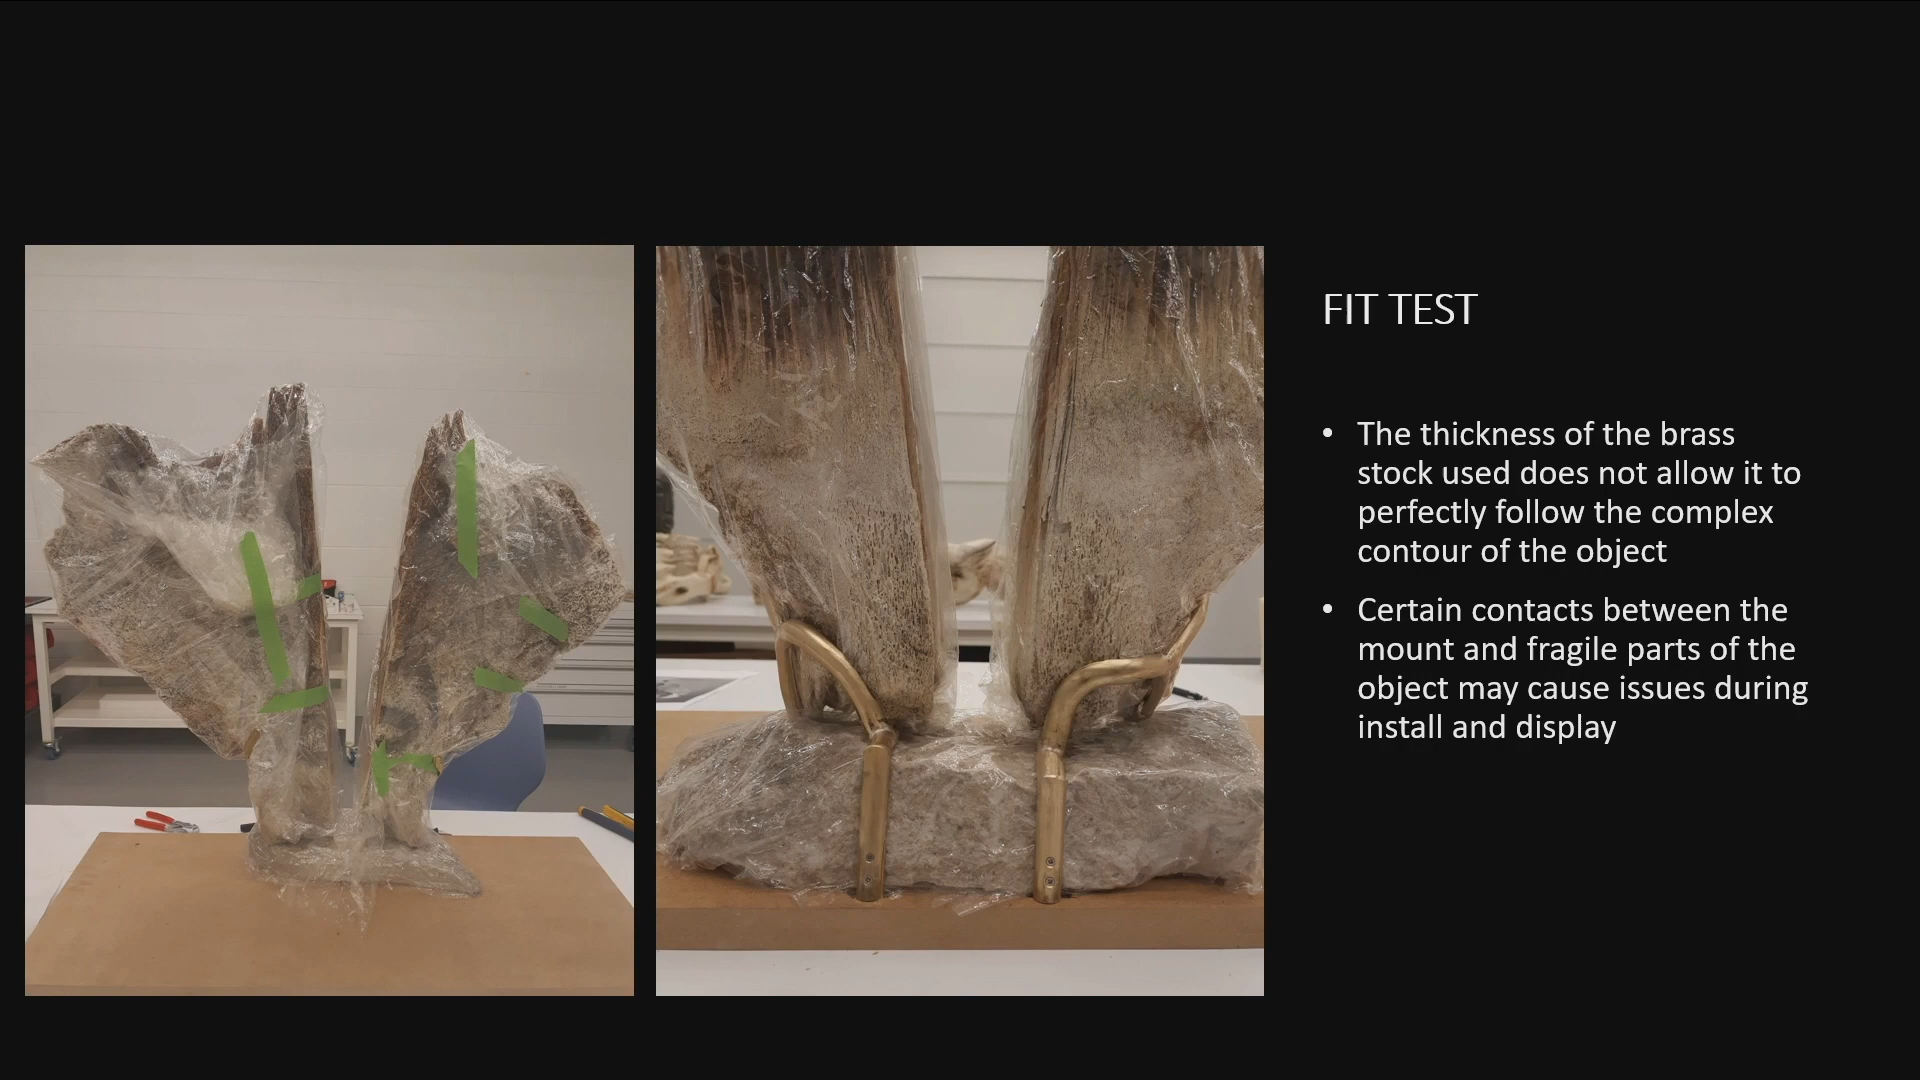 FIT TEST
• The thickness of the brass
stock used does not allow it to
perfectly follow the complex
contour of the object
• Certain contacts between the
mount and fragile parts of the
object may cause issues during
install and display